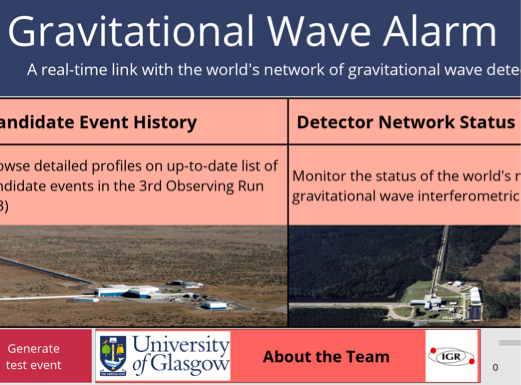 Gravitational Wave Alarm
A real-time link with the world's network of gravitational wave dete
andidate Event History
Detector Network Status
owse detailed profiles on up-to-date list of
ndidate events in the 3rd Observing Run
3)
Monitor the status of the world's n
gravitational wave interferometric
Generate
test event
University
of Glasgow
About the Team
IGR
0